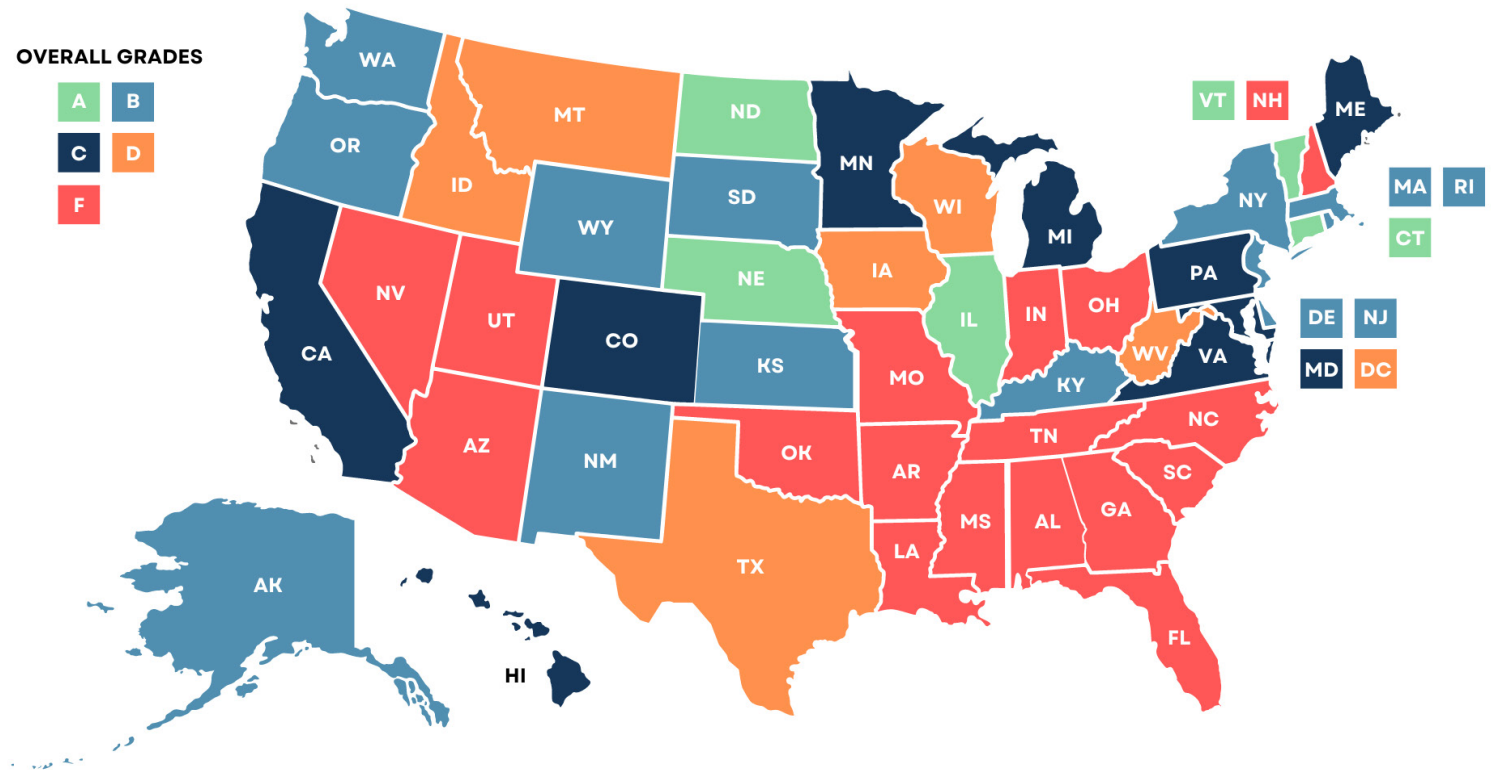 OVERALL GRADES
A B
C D
F
WA
OR
ID
MT
ND
MN
WI
MI
ME
VT NH
NY
MA RI
CT
WY
SD
NE
IA
IL
IN
OH
PA
DE NJ
MD DC
CA
NV
UT
CO
KS
MO
KY
WV
VA
AZ
NM
OK
AR
TN
NC
SC
TX
LA
MS
AL
GA
FL
AK
HI